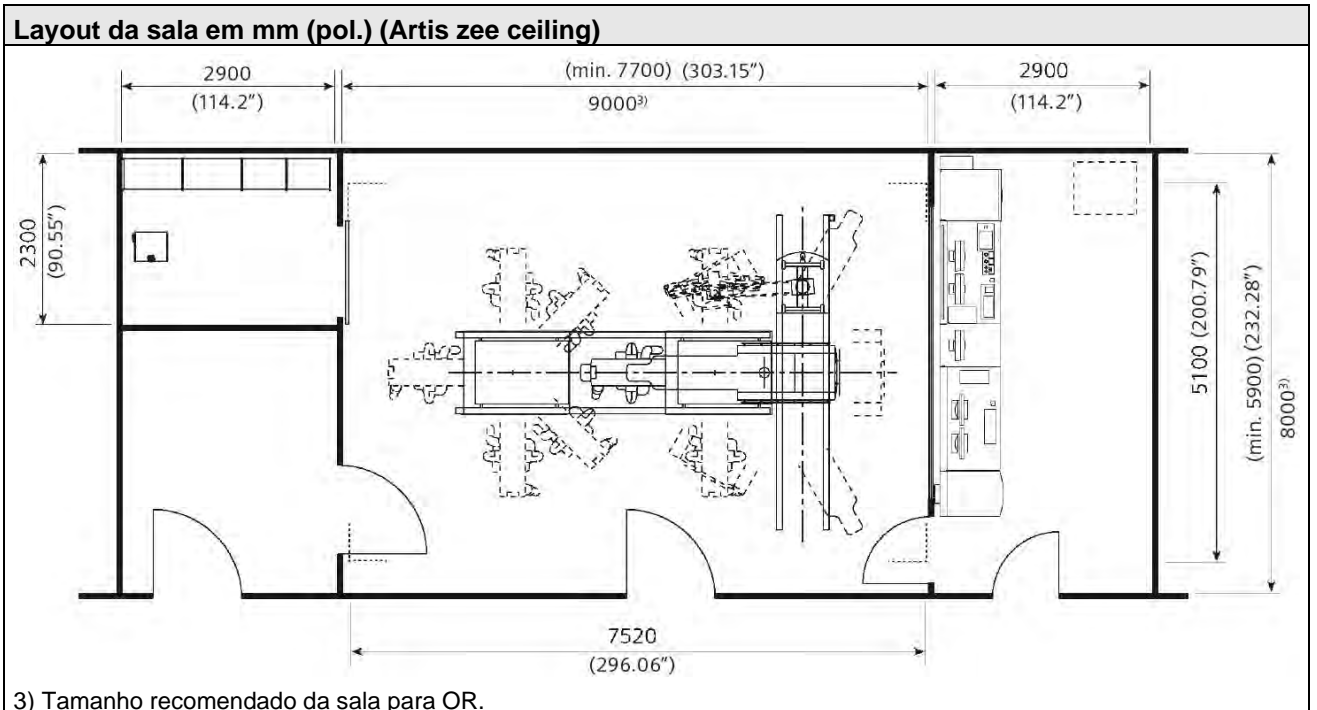 Layout da sala em mm (pol.) (Artis zee ceiling)
2900
(114.2″)
(min. 7700) (303.15″)
9000³⁾
2900
(114.2″)
2300
(90.55″)
5100 (200.79″)
(min. 5900) (232.28″)
8000³⁾
7520
(296.06″)
3) Tamanho recomendado da sala para OR.